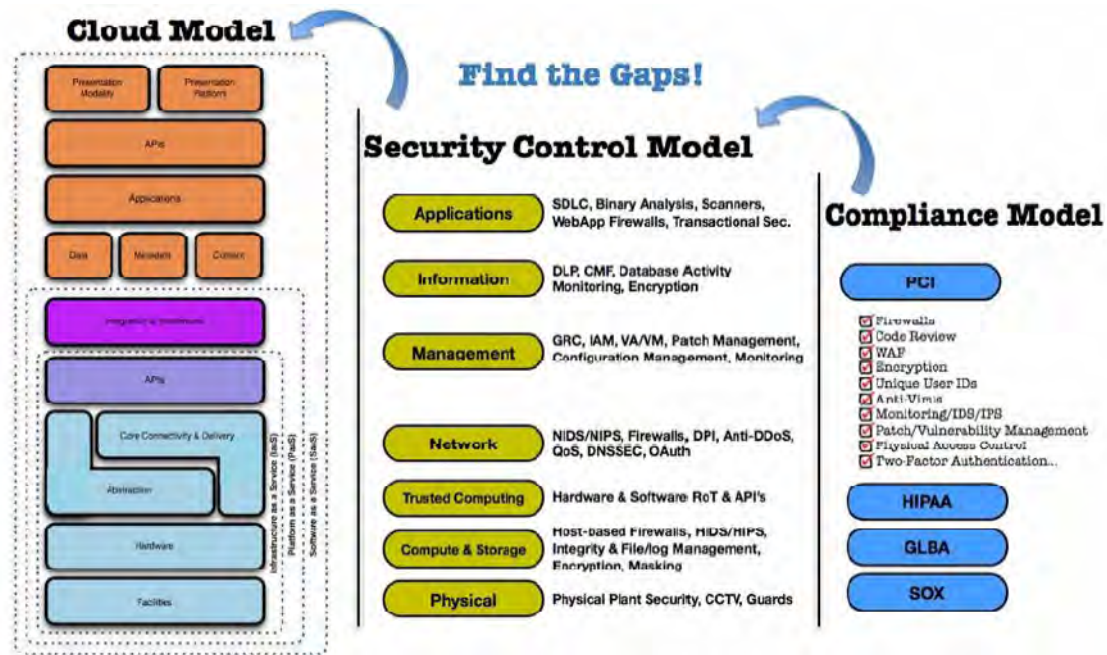 Cloud Model
Find the Gaps!
Presentation
Modality
Presentation
Platform
APIs
Applications
Data
Metadata
Content
Integration & Middleware
APIs
Core Connectivity & Delivery
Abstraction
Hardware
Facilities
Infrastructure as a Service (IaaS)
Platform as a Service (PaaS)
Software as a Service (SaaS)
Security Control Model
Applications
SDLC, Binary Analysis, Scanners,
WebApp Firewalls, Transactional Sec.
Information
DLP, CMF, Database Activity
Monitoring, Encryption
Management
GRC, IAM, VA/VM, Patch Management,
Configuration Management, Monitoring
Network
NIDS/NIPS, Firewalls, DPI, Anti-DDoS,
QoS, DNSSEC, OAuth
Trusted Computing
Hardware & Software RoT & API's
Compute & Storage
Host-based Firewalls, HIDS/HIPS,
Integrity & File/log Management,
Encryption, Masking
Physical
Physical Plant Security, CCTV, Guards
Compliance Model
PCI
Firewalls
Code Review
WAF
Encryption
Unique User IDs
Anti-Virus
Monitoring/IDS/IPS
Patch/Vulnerability Management
Physical Access Control
Two-Factor Authentication...
HIPAA
GLBA
SOX